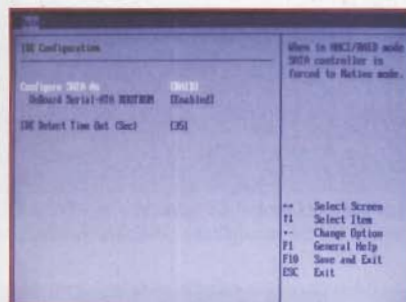 IDE Configuration
Configure SATA As [RAID]
OnBoard Serial-ATA BOOTROM [Enabled]
IDE Detect Time Out (Sec) [35]
When in AHCI/RAID mode
SATA controller is
forced to Native mode.
↔ Select Screen
↑↓ Select Item
+- Change Option
F1 General Help
F10 Save and Exit
ESC Exit